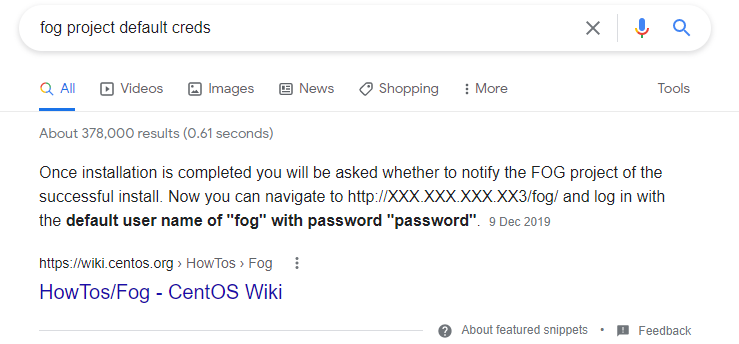 fog project default creds
All Videos Images News Shopping More Tools
About 378,000 results (0.61 seconds)
Once installation is completed you will be asked whether to notify the FOG project of the
successful install. Now you can navigate to http://XXX.XXX.XXX.XX3/fog/ and log in with
the default user name of "fog" with password "password". 9 Dec 2019
https://wiki.centos.org › HowTos › Fog
HowTos/Fog - CentOS Wiki
About featured snippets • Feedback